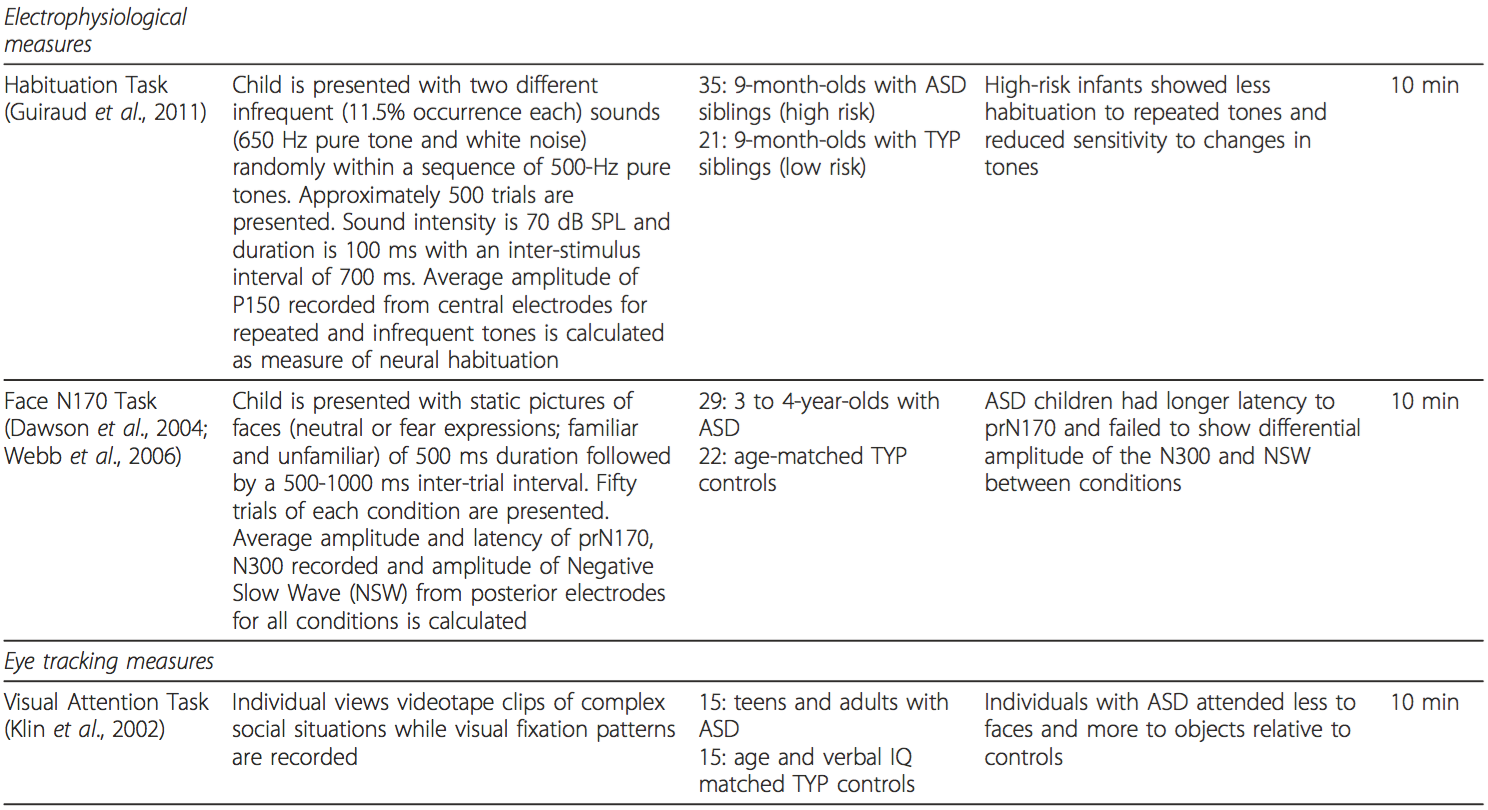 Electrophysiological
measures
Habituation Task
(Guiraud et al., 2011)
Child is presented with two different
infrequent (11.5% occurrence each) sounds
(650 Hz pure tone and white noise)
randomly within a sequence of 500-Hz pure
tones. Approximately 500 trials are
presented. Sound intensity is 70 dB SPL and
duration is 100 ms with an inter-stimulus
interval of 700 ms. Average amplitude of
P150 recorded from central electrodes for
repeated and infrequent tones is calculated
as measure of neural habituation
35: 9-month-olds with ASD
siblings (high risk)
21: 9-month-olds with TYP
siblings (low risk)
High-risk infants showed less
habituation to repeated tones and
reduced sensitivity to changes in
tones
10 min
Face N170 Task
(Dawson et al., 2004;
Webb et al., 2006)
Child is presented with static pictures of
faces (neutral or fear expressions; familiar
and unfamiliar) of 500 ms duration followed
by a 500-1000 ms inter-trial interval. Fifty
trials of each condition are presented.
Average amplitude and latency of prN170,
N300 recorded and amplitude of Negative
Slow Wave (NSW) from posterior electrodes
for all conditions is calculated
29: 3 to 4-year-olds with
ASD
22: age-matched TYP
controls
ASD children had longer latency to
prN170 and failed to show differential
amplitude of the N300 and NSW
between conditions
10 min
Eye tracking measures
Visual Attention Task
(Klin et al., 2002)
Individual views videotape clips of complex
social situations while visual fixation patterns
are recorded
15: teens and adults with
ASD
15: age and verbal IQ
matched TYP controls
Individuals with ASD attended less to
faces and more to objects relative to
controls
10 min